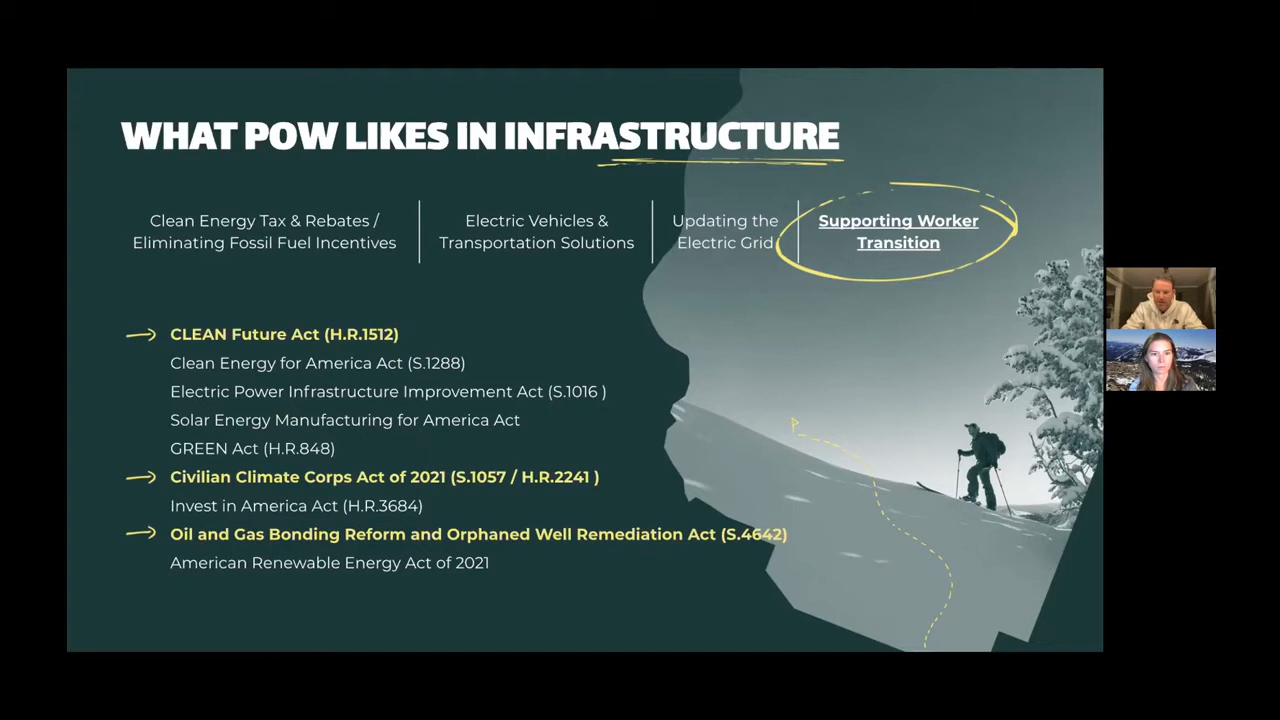 WHAT POW LIKES IN INFRASTRUCTURE
Clean Energy Tax & Rebates /
Eliminating Fossil Fuel Incentives
Electric Vehicles &
Transportation Solutions
Updating the
Electric Grid
Supporting Worker
Transition
CLEAN Future Act (H.R.1512)
Clean Energy for America Act (S.1288)
Electric Power Infrastructure Improvement Act (S.1016 )
Solar Energy Manufacturing for America Act
GREEN Act (H.R.848)
Civilian Climate Corps Act of 2021 (S.1057 / H.R.2241 )
Invest in America Act (H.R.3684)
Oil and Gas Bonding Reform and Orphaned Well Remediation Act (S.4642)
American Renewable Energy Act of 2021